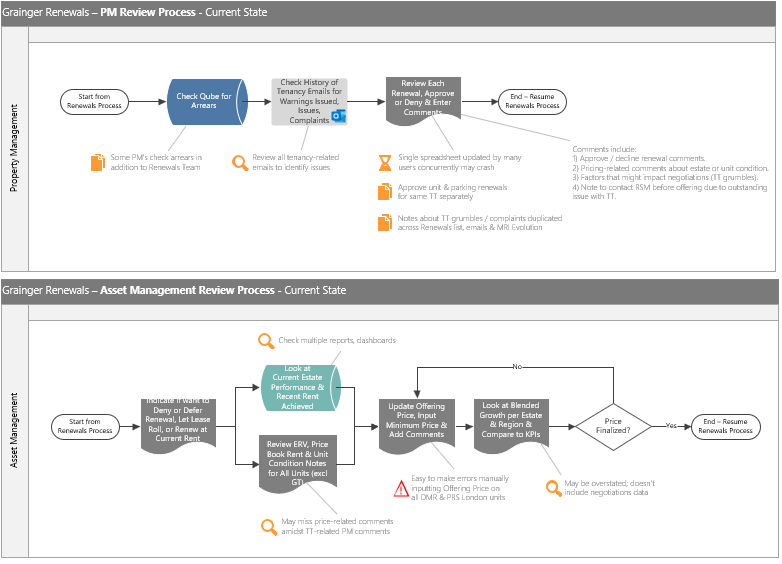 Grainger Renewals – PM Review Process - Current State
Property Management
Start from
Renewals Process
Check Qube for
Arrears
Check History of
Tenancy Emails for
Warnings Issued,
Issues,
Complaints
Review Each
Renewal, Approve
or Deny & Enter
Comments
End – Resume
Renewals Process
Some PM's check arrears in
addition to Renewals Team
Review all tenancy-related
emails to identify issues
Single spreadsheet updated by many
users concurrently may crash
Approve unit & parking renewals
for same TT separately
Notes about TT grumbles / complaints duplicated
across Renewals list, emails & MRI Evolution
Comments include:
1) Approve / decline renewal comments.
2) Pricing-related comments about estate or unit condition.
3) Factors that might impact negotiations (TT grumbles).
4) Note to contact RSM before offering due to outstanding
issue with TT.
Grainger Renewals – Asset Management Review Process - Current State
Asset Management
Check multiple reports, dashboards
Start from
Renewals Process
Indicate if want to
Deny or Defer
Renewal, Let Lease
Roll, or Renew at
Current Rent
Look at
Current Estate
Performance &
Recent Rent
Achieved
Review ERV, Price
Book Rent & Unit
Condition Notes
for All Units (excl
GT)
Update Offering
Price, Input
Minimum Price &
Add Comments
Look at Blended
Growth per Estate
& Region &
Compare to KPIs
No
Price
Finalized?
Yes
End – Resume
Renewals Process
Easy to make errors manually
inputting Offering Price on
all DMR & PRS London units
May be overstated; doesn't
include negotiations data
May miss price-related comments
amidst TT-related PM comments